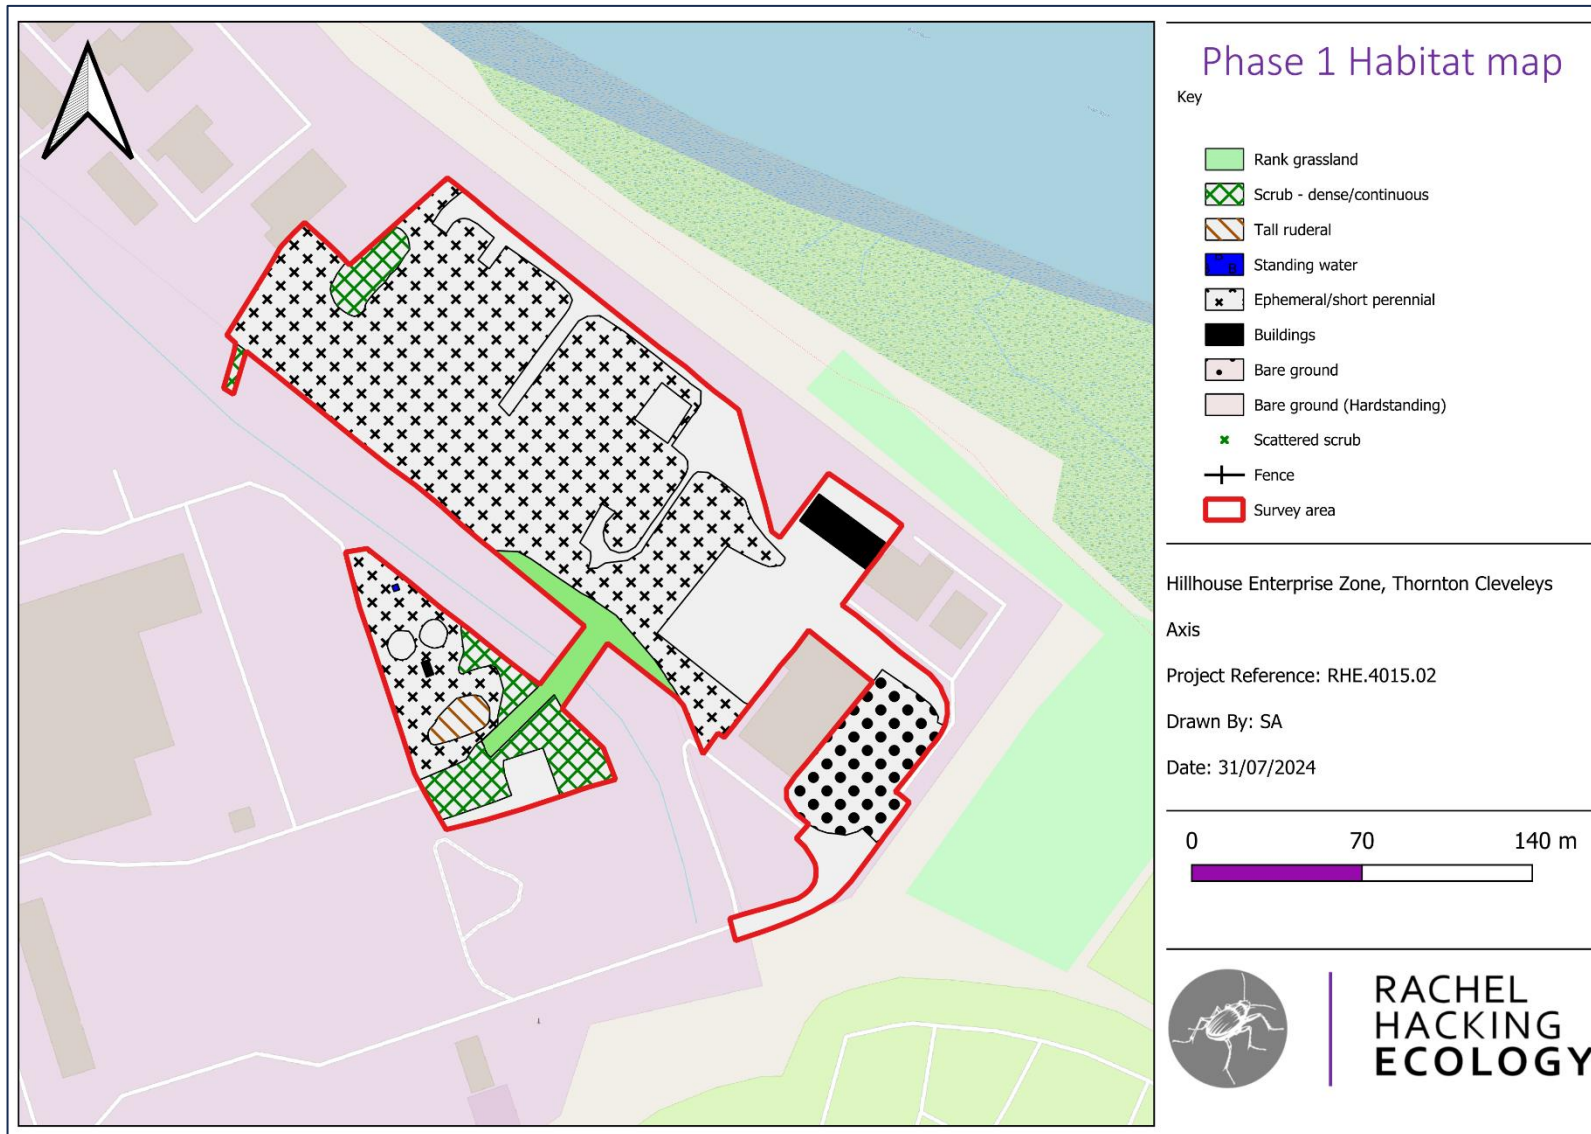 Phase 1 Habitat map
Key
Rank grassland
Scrub - dense/continuous
Tall ruderal
Standing water
Ephemeral/short perennial
Buildings
Bare ground
Bare ground (Hardstanding)
Scattered scrub
Fence
Survey area
Hillhouse Enterprise Zone, Thornton Cleveleys
Axis
Project Reference: RHE.4015.02
Drawn By: SA
Date: 31/07/2024
0 70 140 m
RACHEL
HACKING
ECOLOGY